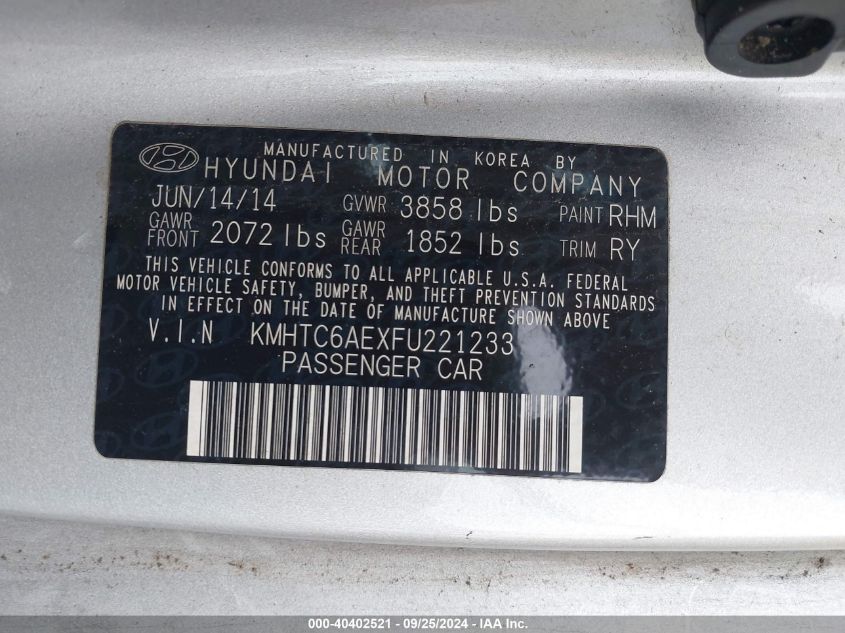 MANUFACTURED IN KOREA BY
HYUNDAI MOTOR COMPANY
JUN/14/14 GVWR 3858 lbs PAINT RHM
GAWR FRONT 2072 lbs GAWR REAR 1852 lbs TRIM RY
THIS VEHICLE CONFORMS TO ALL APPLICABLE U.S.A. FEDERAL
MOTOR VEHICLE SAFETY, BUMPER, AND THEFT PREVENTION STANDARDS
IN EFFECT ON THE DATE OF MANUFACTURE SHOWN ABOVE
V.I.N KMHTC6AEXFU221233
PASSENGER CAR
000-40402521 - 09/25/2024 - IAA Inc.